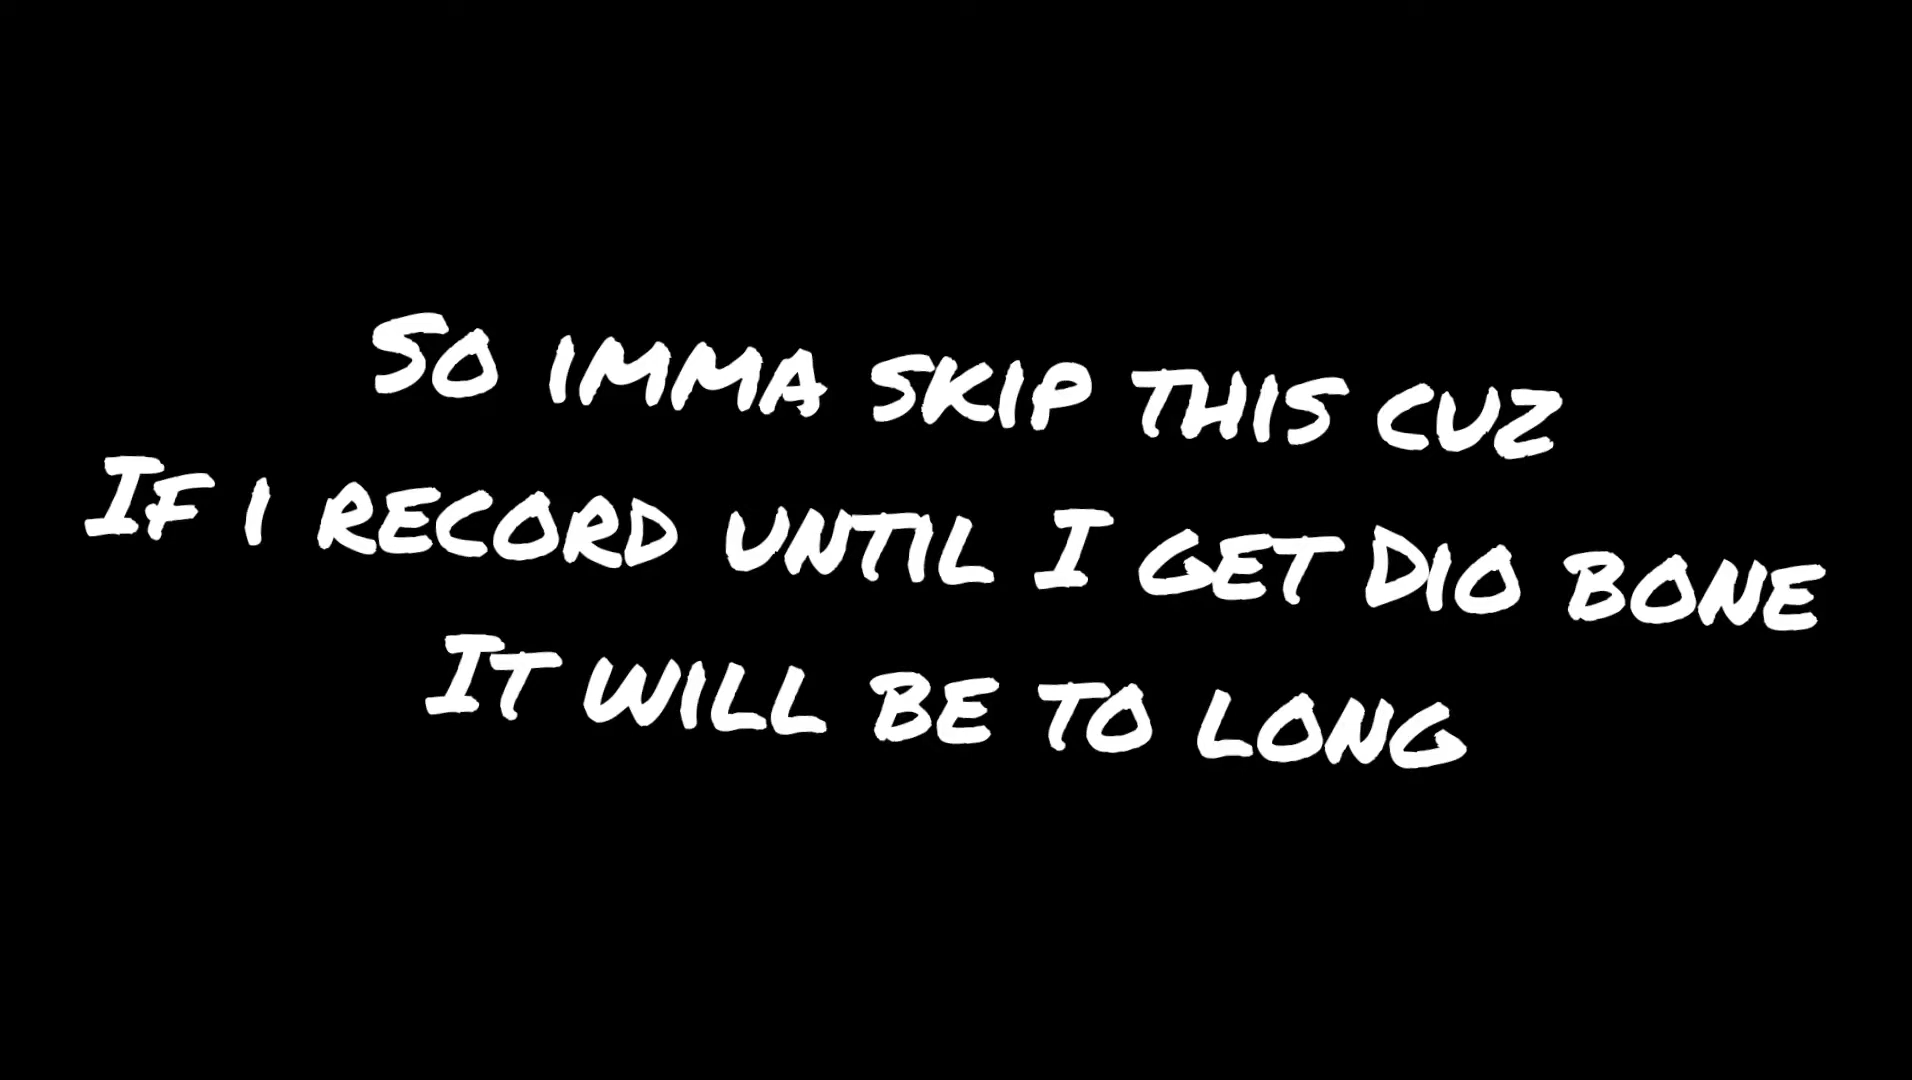 So imma skip this cuz
If i record until I get Dio bone
It will be to long